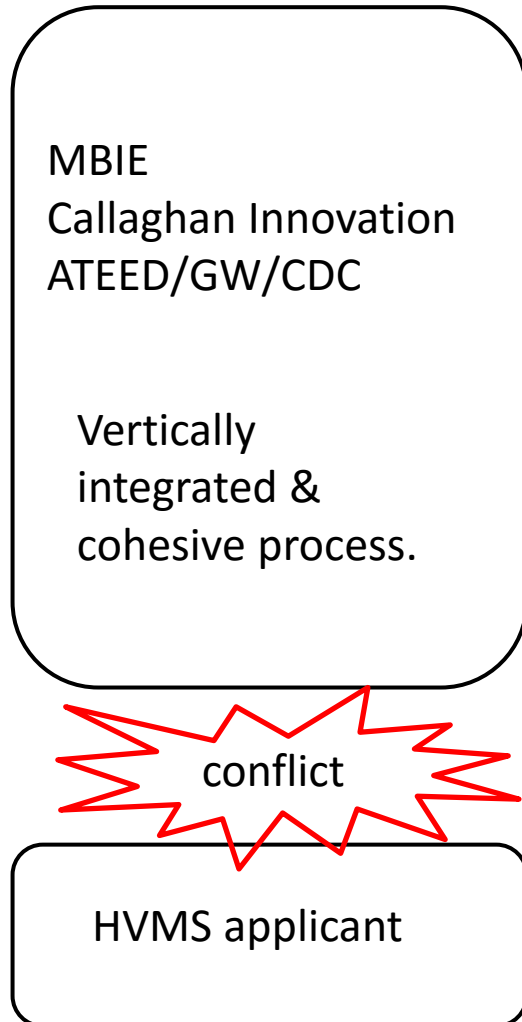 MBIE
Callaghan Innovation
ATEED/GW/CDC
Vertically
integrated &
cohesive process.
conflict
HVMS applicant